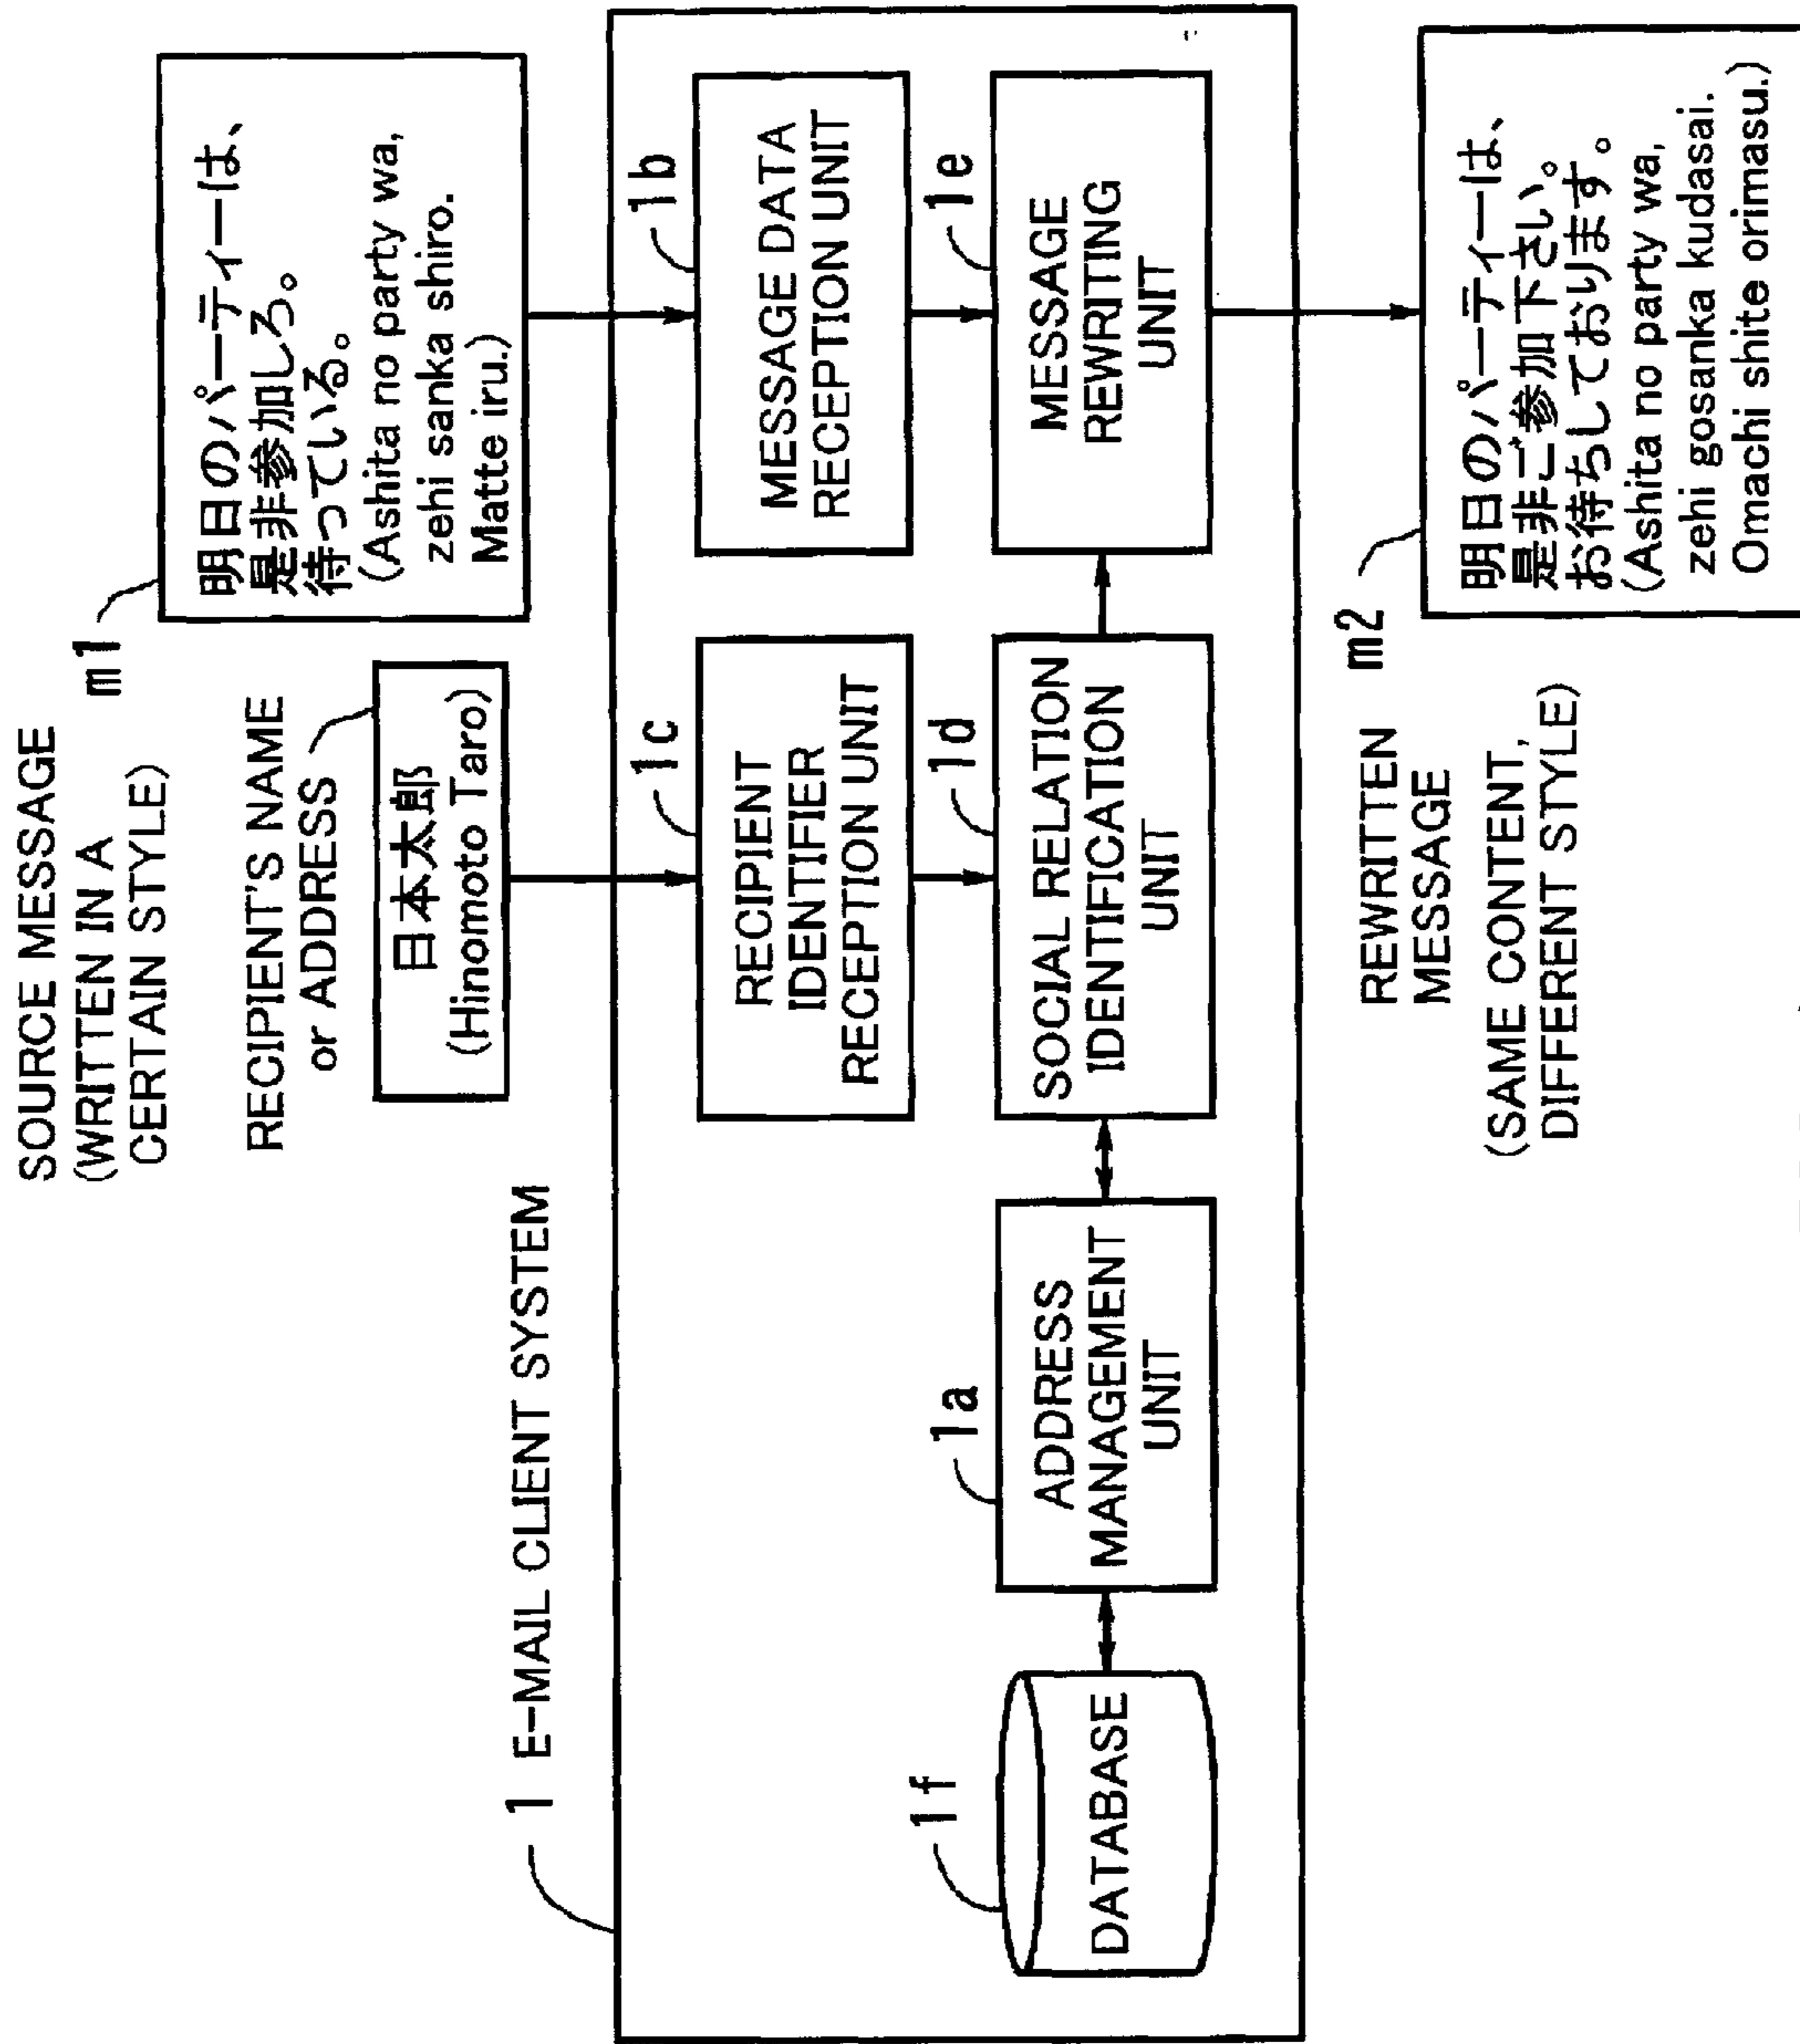 SOURCE MESSAGE
(WRITTEN IN A
CERTAIN STYLE)
m1
明日のパーティーは、
是非参加しろ。
待っている。
(Ashita no party wa,
zehi sanka shiro.
Matte iru.)
RECIPIENT'S NAME
or ADDRESS
日本太郎
(Hinomoto Taro)
1 E-MAIL CLIENT SYSTEM
1c
RECIPIENT
IDENTIFIER
RECEPTION UNIT
1b
MESSAGE DATA
RECEPTION UNIT
1f
DATABASE
1a
ADDRESS
MANAGEMENT
UNIT
1d
SOCIAL RELATION
IDENTIFICATION
UNIT
1e
MESSAGE
REWRITING
UNIT
REWRITTEN
MESSAGE
(SAME CONTENT,
DIFFERENT STYLE)
m2
明日のパーティーは、
是非ご参加下さい。
お待ちしております。
(Ashita no party wa,
zehi gosanka kudasai.
Omachi shite orimasu.)